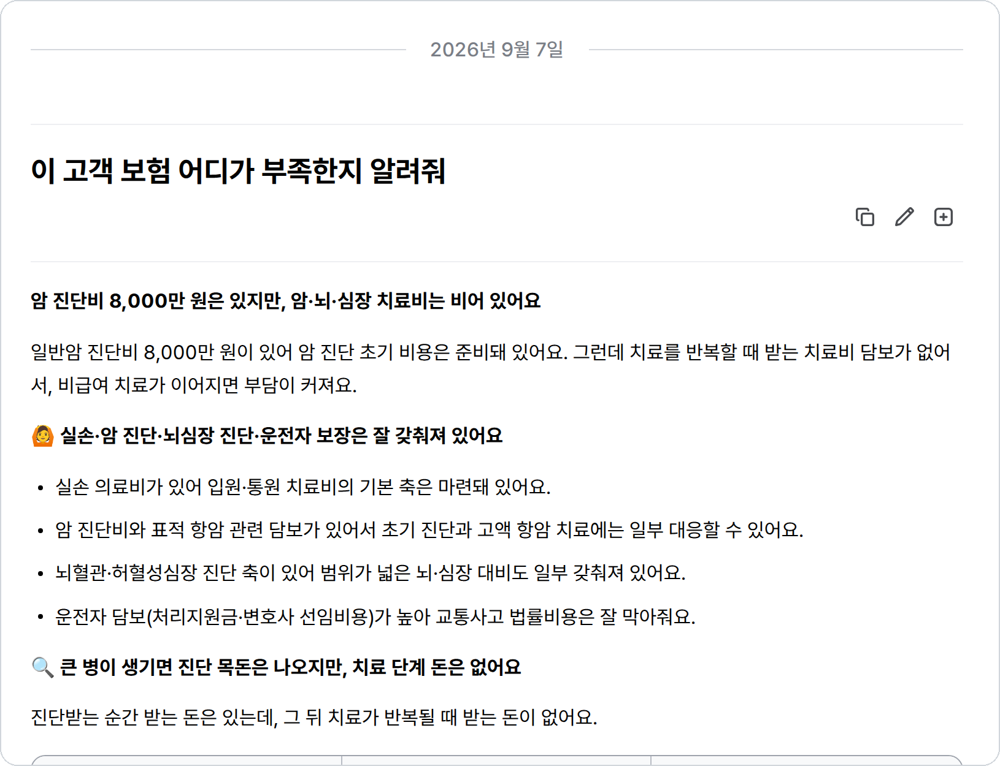 2026년 9월 7일
이 고객 보험 어디가 부족한지 알려줘
암 진단비 8,000만 원은 있지만, 암·뇌·심장 치료비는 비어 있어요
일반암 진단비 8,000만 원이 있어 암 진단 초기 비용은 준비돼 있어요. 그런데 치료를 반복할 때 받는 치료비 담보가 없어
서, 비급여 치료가 이어지면 부담이 커져요.
🙆 실손·암 진단·뇌심장 진단·운전자 보장은 잘 갖춰져 있어요
• 실손 의료비가 있어 입원·통원 치료비의 기본 축은 마련돼 있어요.
• 암 진단비와 표적 항암 관련 담보가 있어서 초기 진단과 고액 항암 치료에는 일부 대응할 수 있어요.
• 뇌혈관·허혈성심장 진단 축이 있어 범위가 넓은 뇌·심장 대비도 일부 갖춰져 있어요.
• 운전자 담보(처리지원금·변호사 선임비용)가 높아 교통사고 법률비용은 잘 막아줘요.
🔍 큰 병이 생기면 진단 목돈은 나오지만, 치료 단계 돈은 없어요
진단받는 순간 받는 돈은 있는데, 그 뒤 치료가 반복될 때 받는 돈이 없어요.